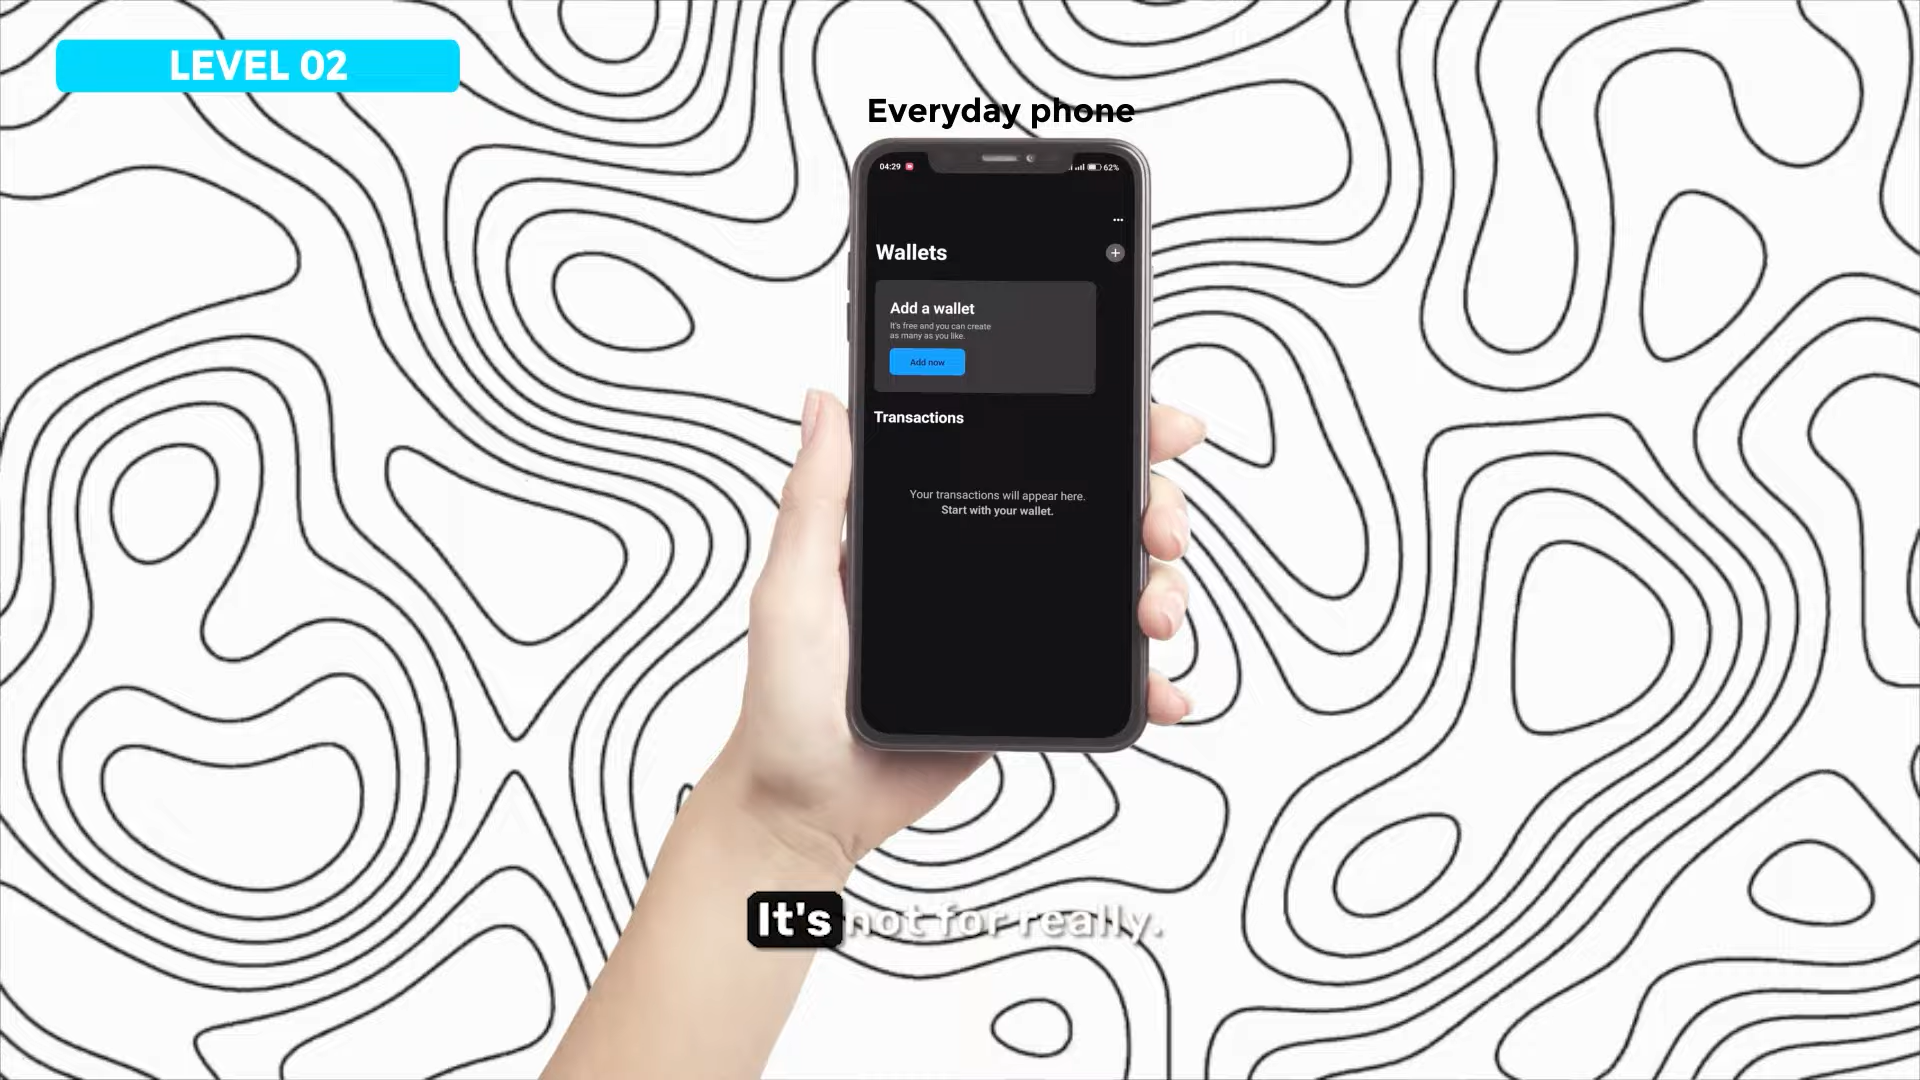 LEVEL 02
Everyday phone
04:29
62%
Wallets
Add a wallet
It's free and you can create
as many as you like.
Add now
Transactions
Your transactions will appear here.
Start with your wallet.
It's not for really.